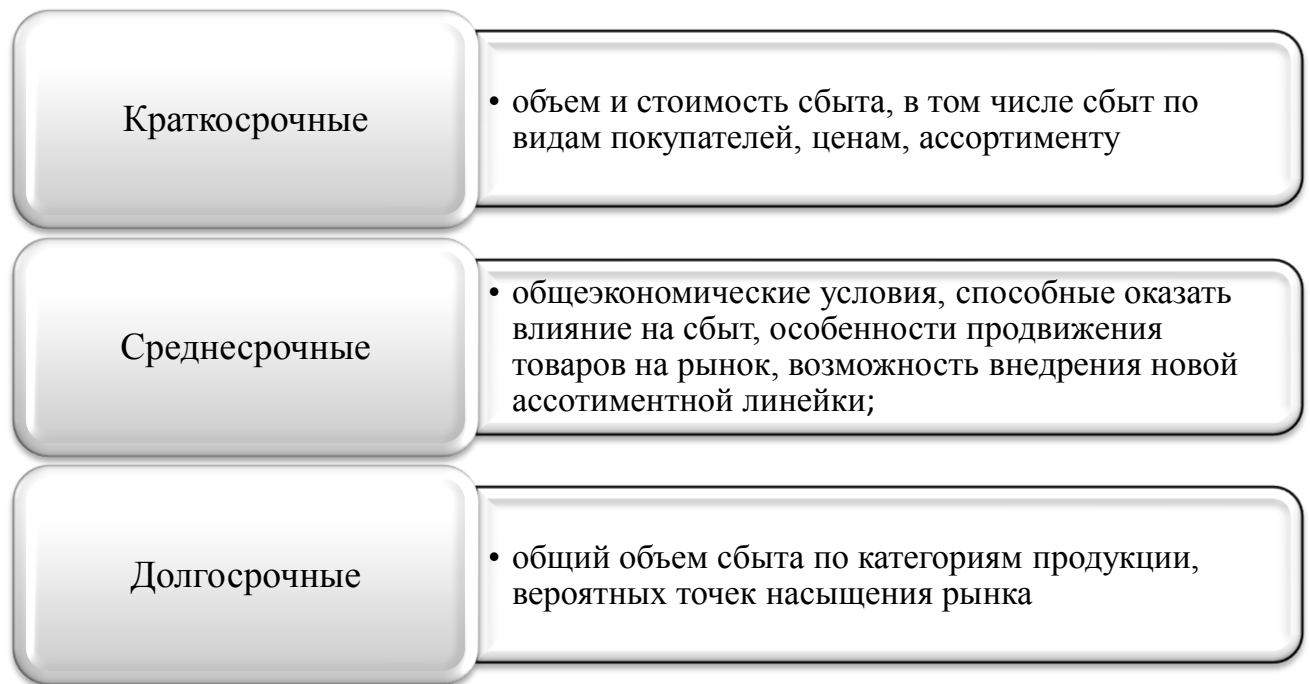 Краткосрочные
• объем и стоимость сбыта, в том числе сбыт по
видам покупателей, ценам, ассортименту
Среднесрочные
• общеэкономические условия, способные оказать
влияние на сбыт, особенности продвижения
товаров на рынок, возможность внедрения новой
ассотиментной линейки;
Долгосрочные
• общий объем сбыта по категориям продукции,
вероятных точек насыщения рынка